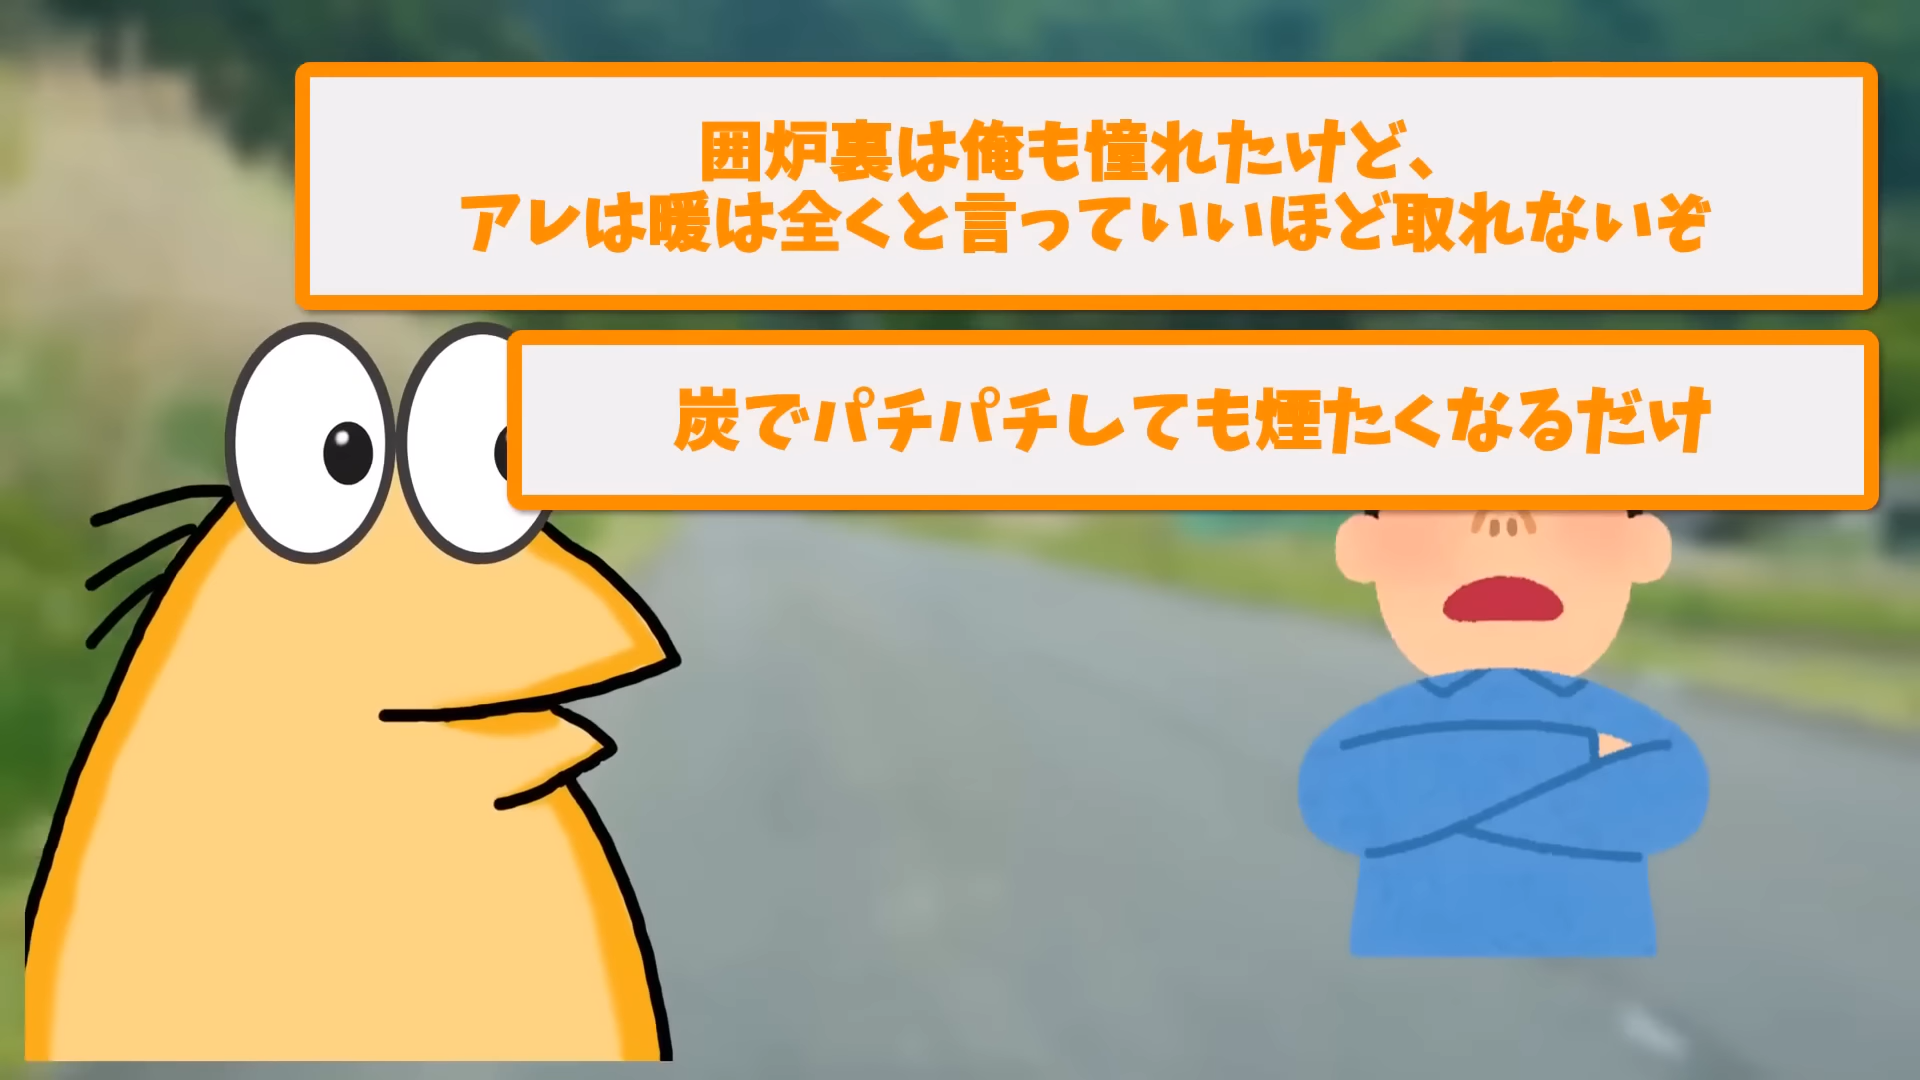 囲炉裏は俺も憧れたけど、
アレは暖は全くと言っていいほど取れないぞ
炭でパチパチしても煙たくなるだけ